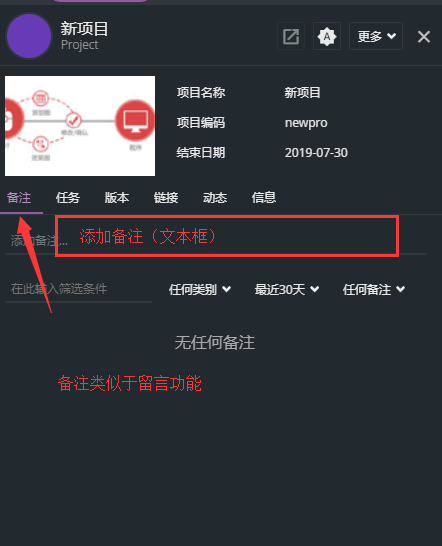 新项目
Project
A
更多
项目名称 新项目
项目编码 newpro
结束日期 2019-07-30
修改/确认
程序
备注 任务 版本 链接 动态 信息
添加备注...
添加备注（文本框）
在此输入筛选条件 任何类别 最近30天 任何备注
无任何备注
备注类似于留言功能